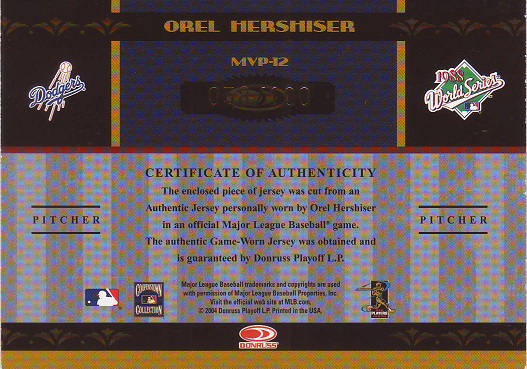 OREL HERSHISER
MVP-12
Dodgers
1988
World Series
CERTIFICATE OF AUTHENTICITY
The enclosed piece of jersey was cut from an
Authentic Jersey personally worn by Orel Hershiser
in an official Major League Baseball® game.
The authentic Game-Worn Jersey was obtained and
is guaranteed by Donruss Playoff L.P.
PITCHER
PITCHER
Major League Baseball trademarks and copyrights are used
with permission of Major League Baseball Properties, Inc.
Visit the official web site at MLB.com.
© 2004 Donruss Playoff L.P. Printed in the USA.
COOPERSTOWN
COLLECTION
PLAYERS
DONRUSS